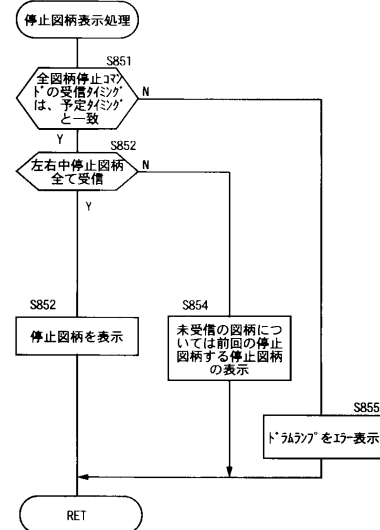 停止図柄表示処理
S851
全図柄停止ｺﾏﾝ
ﾄﾞの受信ﾀｲﾐﾝｸﾞ
は、予定ﾀｲﾐﾝｸﾞ
と一致
N
Y
S852
左右中停止図柄
全て受信
N
Y
S852
停止図柄を表示
S854
未受信の図柄につ
いては前回の停止
図柄する停止図柄
の表示
S855
ﾄﾞﾗﾑﾗﾝﾌﾟをｴﾗｰ表示
RET